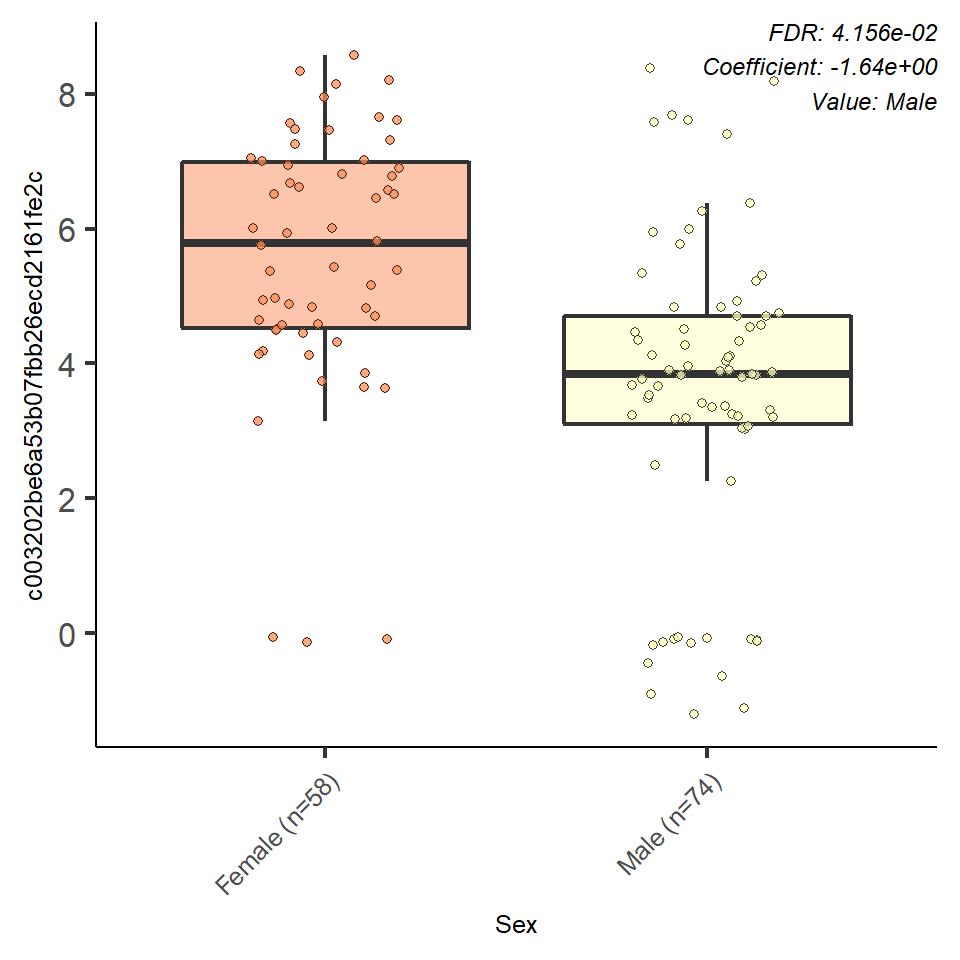 FDR: 4.156e-02
Coefficient: -1.64e+00
Value: Male
c003202be6a53b07fbb26ecd2161fe2c
8
6
4
2
0
Female (n=58)
Male (n=74)
Sex